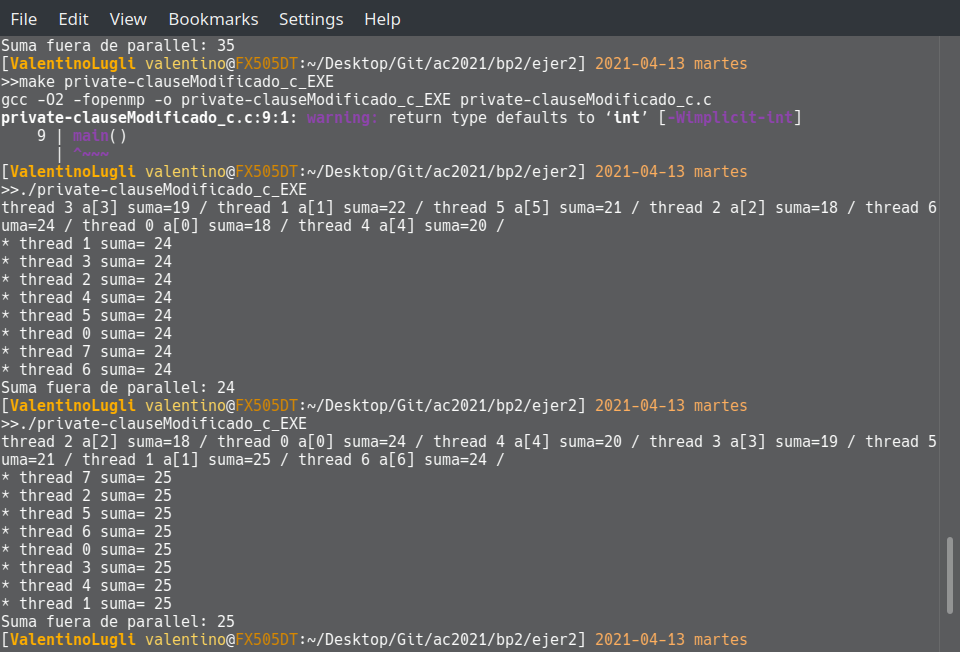 File Edit View Bookmarks Settings Help
Suma fuera de parallel: 35
[ValentinoLugli valentino@FX505DT:~/Desktop/Git/ac2021/bp2/ejer2] 2021-04-13 martes
>>make private-clauseModificado_c_EXE
gcc -O2 -fopenmp -o private-clauseModificado_c_EXE private-clauseModificado_c.c
private-clauseModificado_c.c:9:1: warning: return type defaults to ‘int’ [-Wimplicit-int]
9 | main()
| ^~~~
[ValentinoLugli valentino@FX505DT:~/Desktop/Git/ac2021/bp2/ejer2] 2021-04-13 martes
>>./private-clauseModificado_c_EXE
thread 3 a[3] suma=19 / thread 1 a[1] suma=22 / thread 5 a[5] suma=21 / thread 2 a[2] suma=18 / thread 6
uma=24 / thread 0 a[0] suma=18 / thread 4 a[4] suma=20 /
* thread 1 suma= 24
* thread 3 suma= 24
* thread 2 suma= 24
* thread 4 suma= 24
* thread 5 suma= 24
* thread 0 suma= 24
* thread 7 suma= 24
* thread 6 suma= 24
Suma fuera de parallel: 24
[ValentinoLugli valentino@FX505DT:~/Desktop/Git/ac2021/bp2/ejer2] 2021-04-13 martes
>>./private-clauseModificado_c_EXE
thread 2 a[2] suma=18 / thread 0 a[0] suma=24 / thread 4 a[4] suma=20 / thread 3 a[3] suma=19 / thread 5
uma=21 / thread 1 a[1] suma=25 / thread 6 a[6] suma=24 /
* thread 7 suma= 25
* thread 2 suma= 25
* thread 5 suma= 25
* thread 6 suma= 25
* thread 0 suma= 25
* thread 3 suma= 25
* thread 4 suma= 25
* thread 1 suma= 25
Suma fuera de parallel: 25
[ValentinoLugli valentino@FX505DT:~/Desktop/Git/ac2021/bp2/ejer2] 2021-04-13 martes